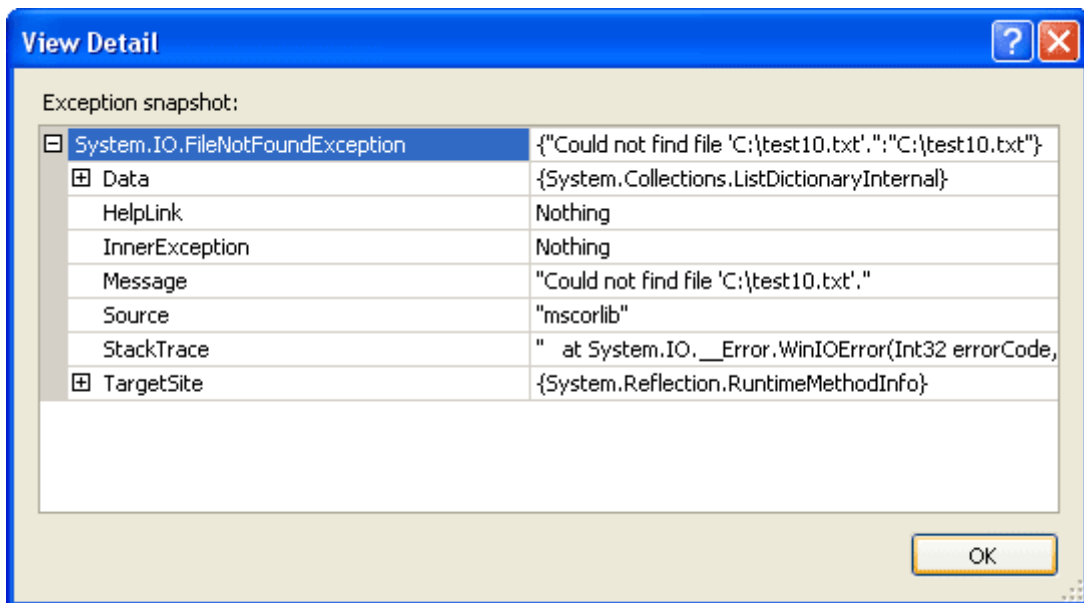 View Detail
Exception snapshot:
System.IO.FileNotFoundException {"Could not find file 'C:\test10.txt'.":"C:\test10.txt"}
Data {System.Collections.ListDictionaryInternal}
HelpLink Nothing
InnerException Nothing
Message "Could not find file 'C:\test10.txt'."
Source "mscorlib"
StackTrace "   at System.IO.__Error.WinIOError(Int32 errorCode,
TargetSite {System.Reflection.RuntimeMethodInfo}
OK